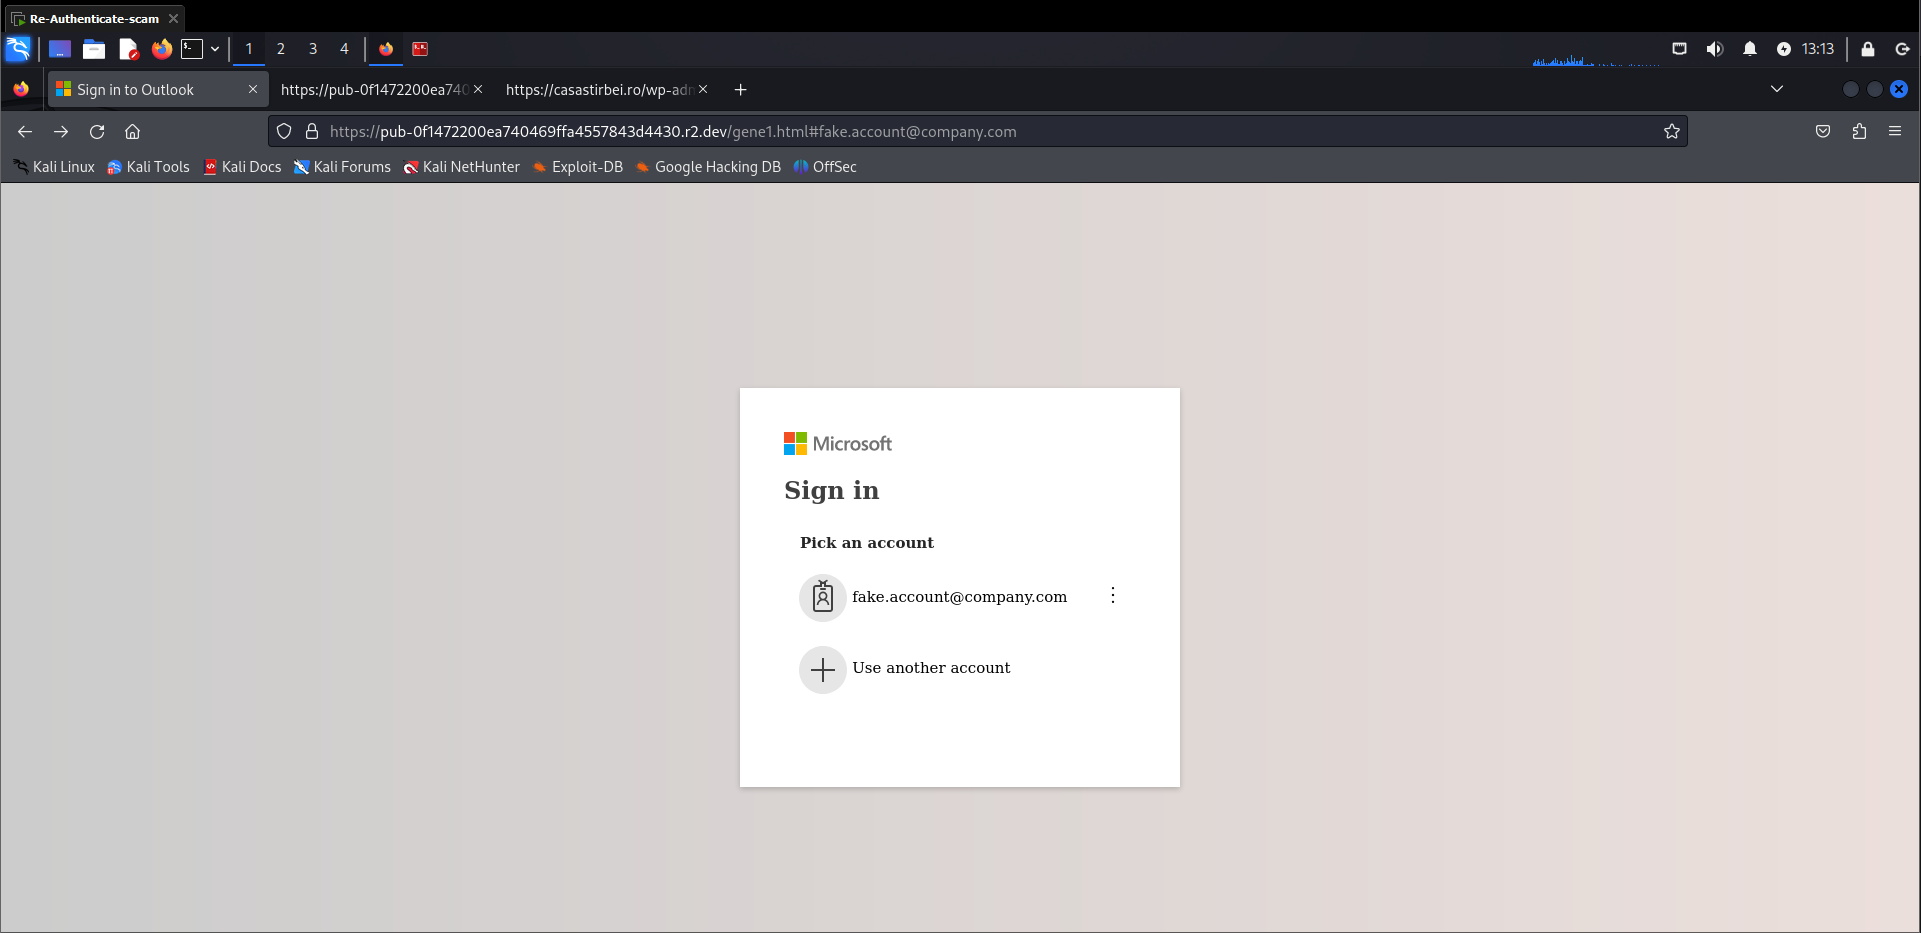 Re-Authenticate-scam
1 2 3 4 13:13
Sign in to Outlook https://pub-0f1472200ea740 https://casastirbei.ro/wp-adm
https://pub-0f1472200ea740469ffa4557843d4430.r2.dev/gene1.html#fake.account@company.com
Kali Linux Kali Tools Kali Docs Kali Forums Kali NetHunter Exploit-DB Google Hacking DB OffSec
Microsoft
Sign in
Pick an account
fake.account@company.com
Use another account